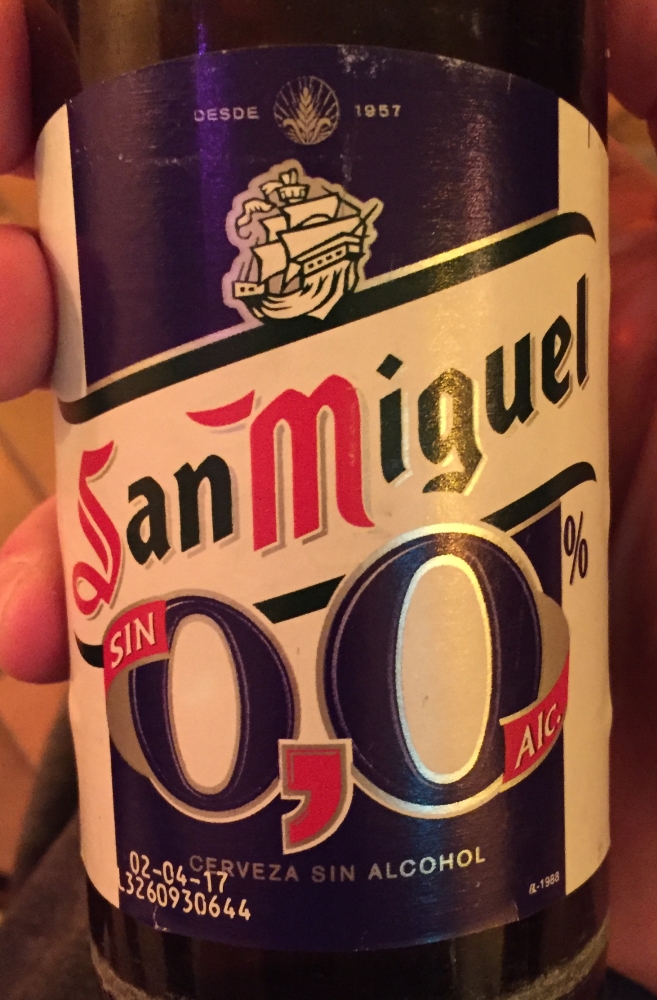 DESDE 1957
San Miguel
0,0 %
SIN
Alc.
CERVEZA SIN ALCOHOL
02-04-17
L3260930644